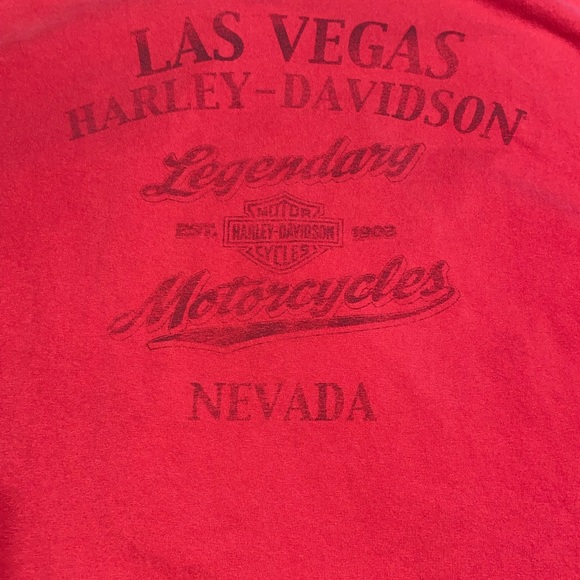 LAS VEGAS
HARLEY-DAVIDSON
Legendary
MOTOR
EST. HARLEY-DAVIDSON 1903
CYCLES
Motorcycles
NEVADA